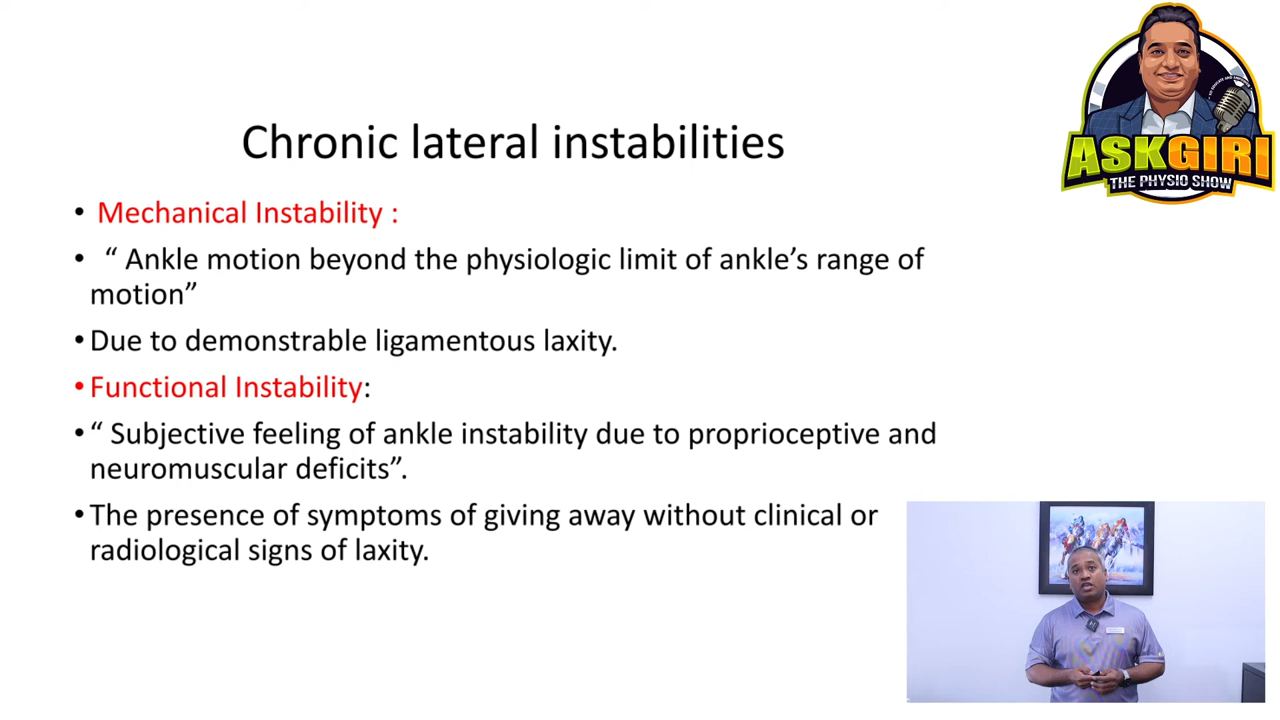 Chronic lateral instabilities
• Mechanical Instability :
• “ Ankle motion beyond the physiologic limit of ankle’s range of
motion”
• Due to demonstrable ligamentous laxity.
• Functional Instability:
• “ Subjective feeling of ankle instability due to proprioceptive and
neuromuscular deficits”.
• The presence of symptoms of giving away without clinical or
radiological signs of laxity.
ASKGIRI
THE PHYSIO SHOW